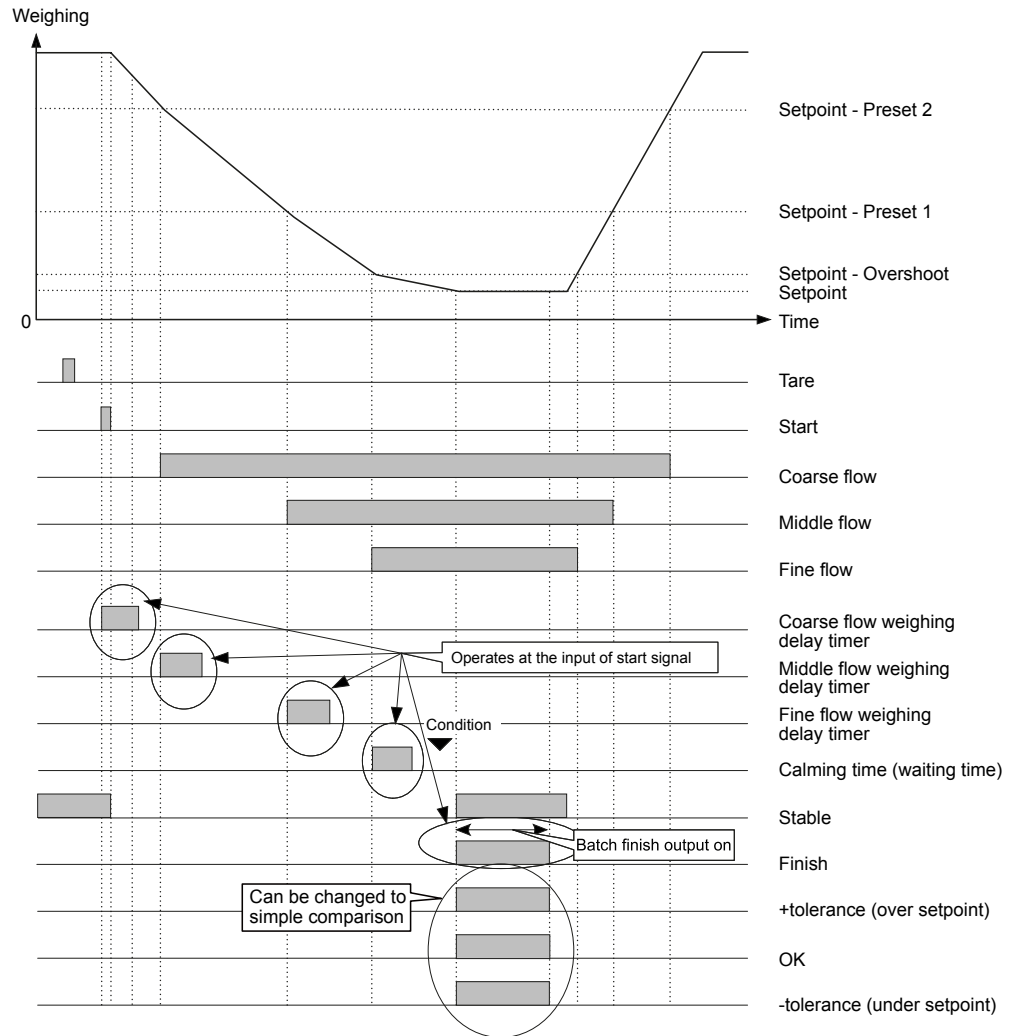 Weighing
Setpoint - Preset 2
Setpoint - Preset 1
Setpoint - Overshoot
Setpoint
0
Time
Tare
Start
Coarse flow
Middle flow
Fine flow
Coarse flow weighing
delay timer
Operates at the input of start signal
Middle flow weighing
delay timer
Fine flow weighing
delay timer
Condition
Calming time (waiting time)
Stable
Batch finish output on
Finish
Can be changed to
simple comparison
+tolerance (over setpoint)
OK
-tolerance (under setpoint)